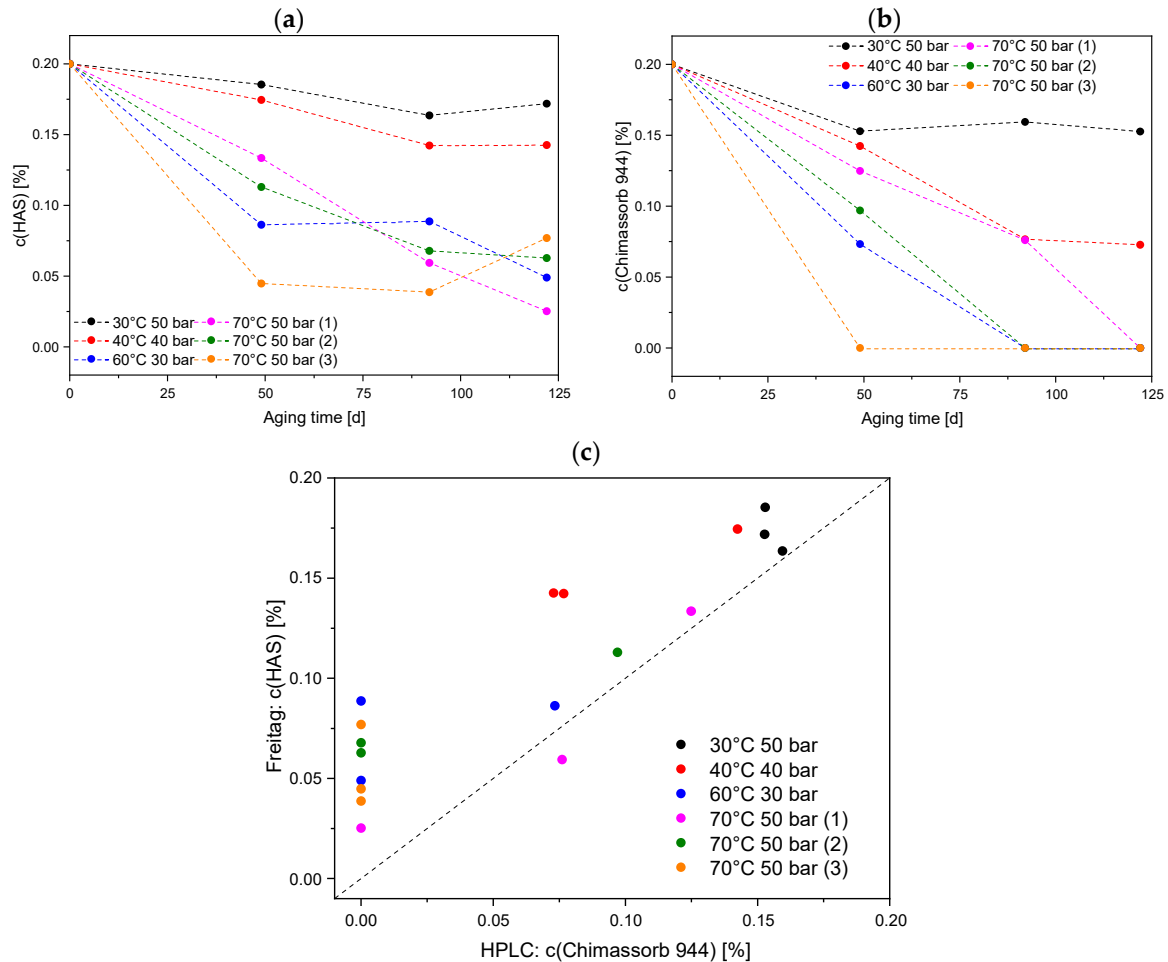 (a)
(b)
0.20
0.15
0.10
0.05
0.00
c(HAS) [%]
30°C 50 bar
70°C 50 bar (1)
40°C 40 bar
70°C 50 bar (2)
60°C 30 bar
70°C 50 bar (3)
0
25
50
75
100
125
Aging time [d]
0.20
0.15
0.10
0.05
0.00
c(Chimassorb 944) [%]
30°C 50 bar
70°C 50 bar (1)
40°C 40 bar
70°C 50 bar (2)
60°C 30 bar
70°C 50 bar (3)
0
25
50
75
100
125
Aging time [d]
(c)
0.20
0.15
0.10
0.05
0.00
Freitag: c(HAS) [%]
30°C 50 bar
40°C 40 bar
60°C 30 bar
70°C 50 bar (1)
70°C 50 bar (2)
70°C 50 bar (3)
0.00
0.05
0.10
0.15
0.20
HPLC: c(Chimassorb 944) [%]